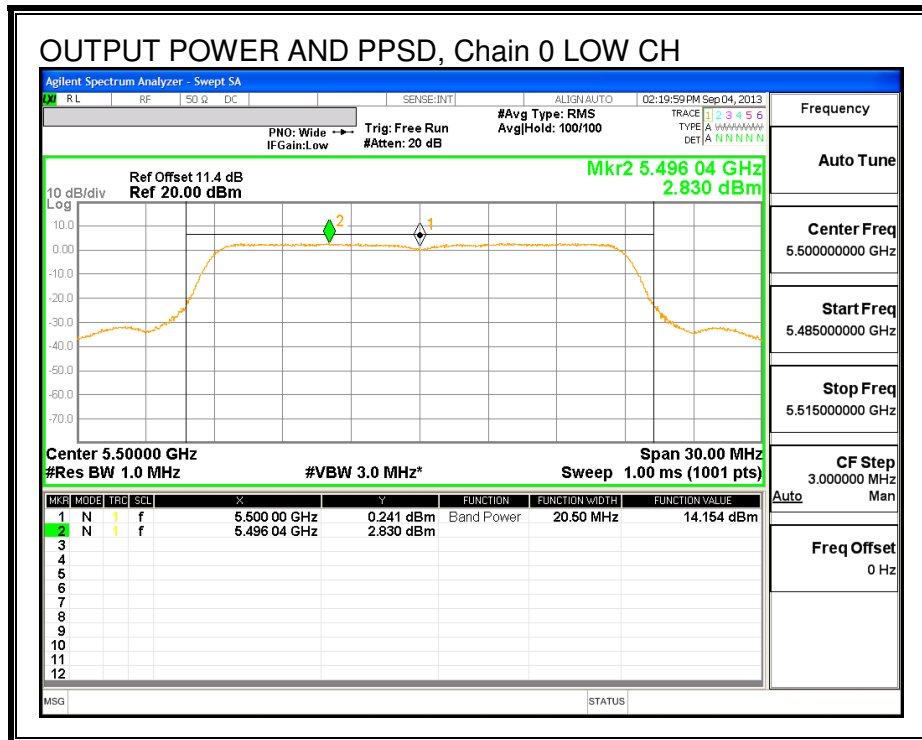 OUTPUT POWER AND PPSD, Chain 0 LOW CH
Agilent Spectrum Analyzer - Swept SA
LXI RL RF 50 Ω DC SENSE:INT ALIGN AUTO 02:19:59 PM Sep 04, 2013
PNO: Wide
IFGain:Low
Trig: Free Run
#Atten: 20 dB
#Avg Type: RMS
Avg|Hold: 100/100
TRACE 1 2 3 4 5 6
TYPE A WWWWW
DET A N N N N N
Mkr2 5.496 04 GHz
2.830 dBm
Ref Offset 11.4 dB
10 dB/div Ref 20.00 dBm
Log
10.0
0.00
-10.0
-20.0
-30.0
-40.0
-50.0
-60.0
-70.0
2
1
Center 5.50000 GHz Span 30.00 MHz
#Res BW 1.0 MHz #VBW 3.0 MHz* Sweep 1.00 ms (1001 pts)
MKR MODE TRC SCL X Y FUNCTION FUNCTION WIDTH FUNCTION VALUE
1 N 1 f 5.500 00 GHz 0.241 dBm Band Power 20.50 MHz 14.154 dBm
2 N 1 f 5.496 04 GHz 2.830 dBm
3
4
5
6
7
8
9
10
11
12
MSG STATUS
Frequency
Auto Tune
Center Freq
5.500000000 GHz
Start Freq
5.485000000 GHz
Stop Freq
5.515000000 GHz
CF Step
3.000000 MHz
Auto Man
Freq Offset
0 Hz